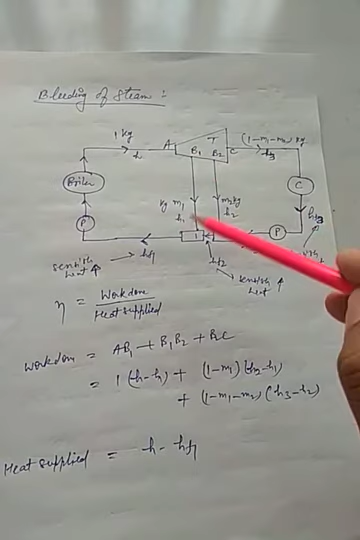 Bleeding of Steam :-
1 kg
A
T
B1 B2
C
(1-m1-m2) kg
h
h3
Boiler
C
kg m1
h1
m2 kg
h2
hf3
P
1
P
sensible heat ↑
hf1
hf2
sensible heat ↑
η = Workdone / Heat supplied
Workdone = AB1 + B1B2 + B2C
= 1 (h-h1) + (1-m1) (h2-h1)
+ (1-m1-m2) (h3-h2)
Heat supplied = h - hf1